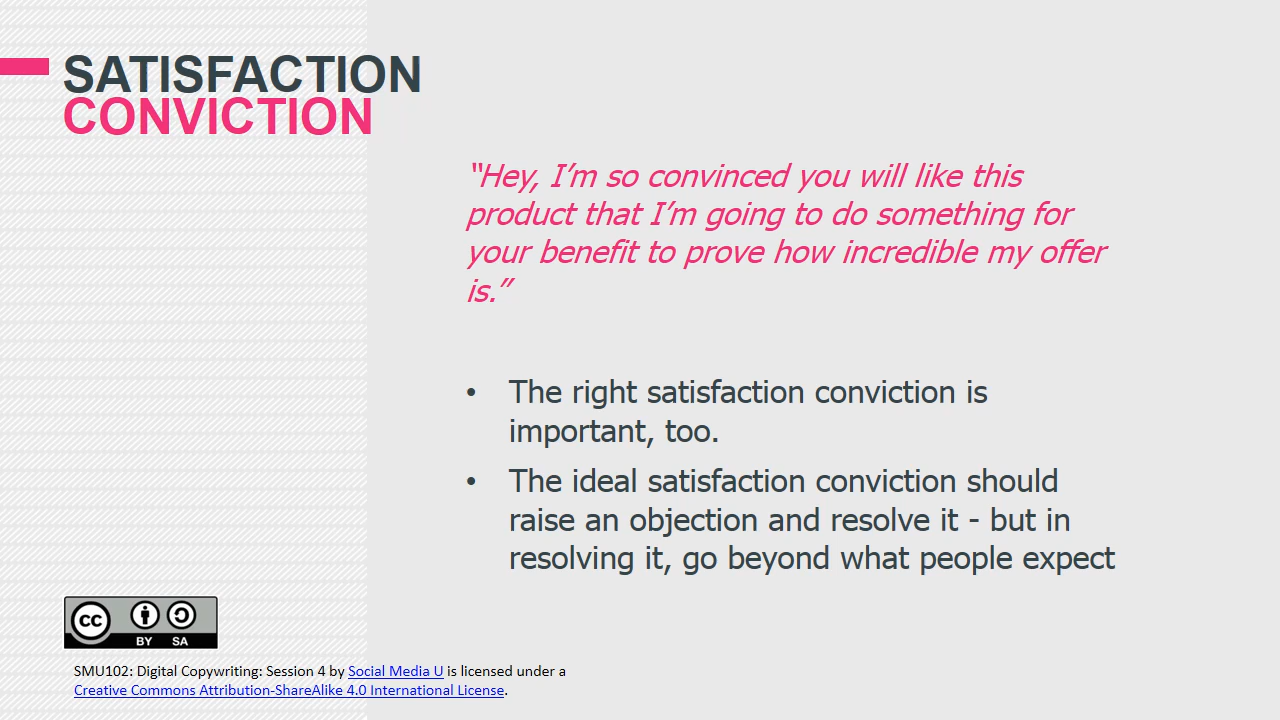 SATISFACTION
CONVICTION
“Hey, I’m so convinced you will like this
product that I’m going to do something for
your benefit to prove how incredible my offer
is.”
• The right satisfaction conviction is
important, too.
• The ideal satisfaction conviction should
raise an objection and resolve it - but in
resolving it, go beyond what people expect
cc
BY SA
SMU102: Digital Copywriting: Session 4 by Social Media U is licensed under a
Creative Commons Attribution-ShareAlike 4.0 International License.